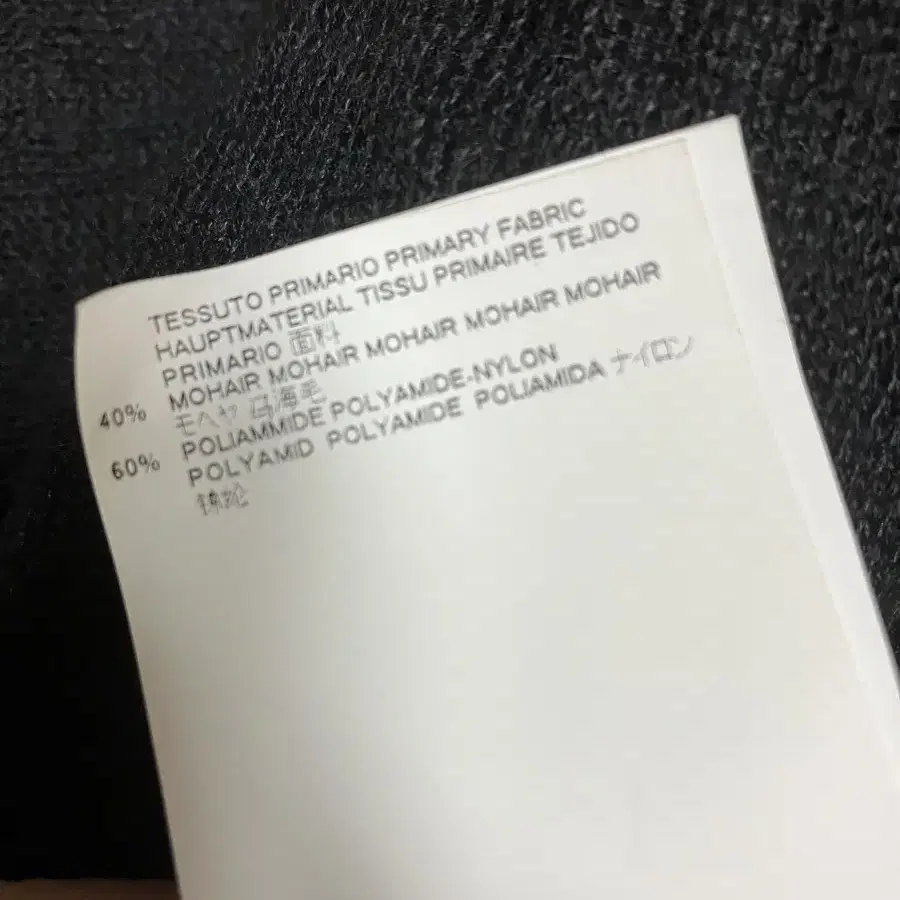 TESSUTO PRIMARIO PRIMARY FABRIC
HAUPTMATERIAL TISSU PRIMAIRE TEJIDO
PRIMARIO 面料
40% MOHAIR MOHAIR MOHAIR MOHAIR MOHAIR
モヘヤ 马海毛
60% POLIAMMIDE POLYAMIDE-NYLON
POLYAMID POLYAMIDE POLIAMIDA ナイロン
锦纶